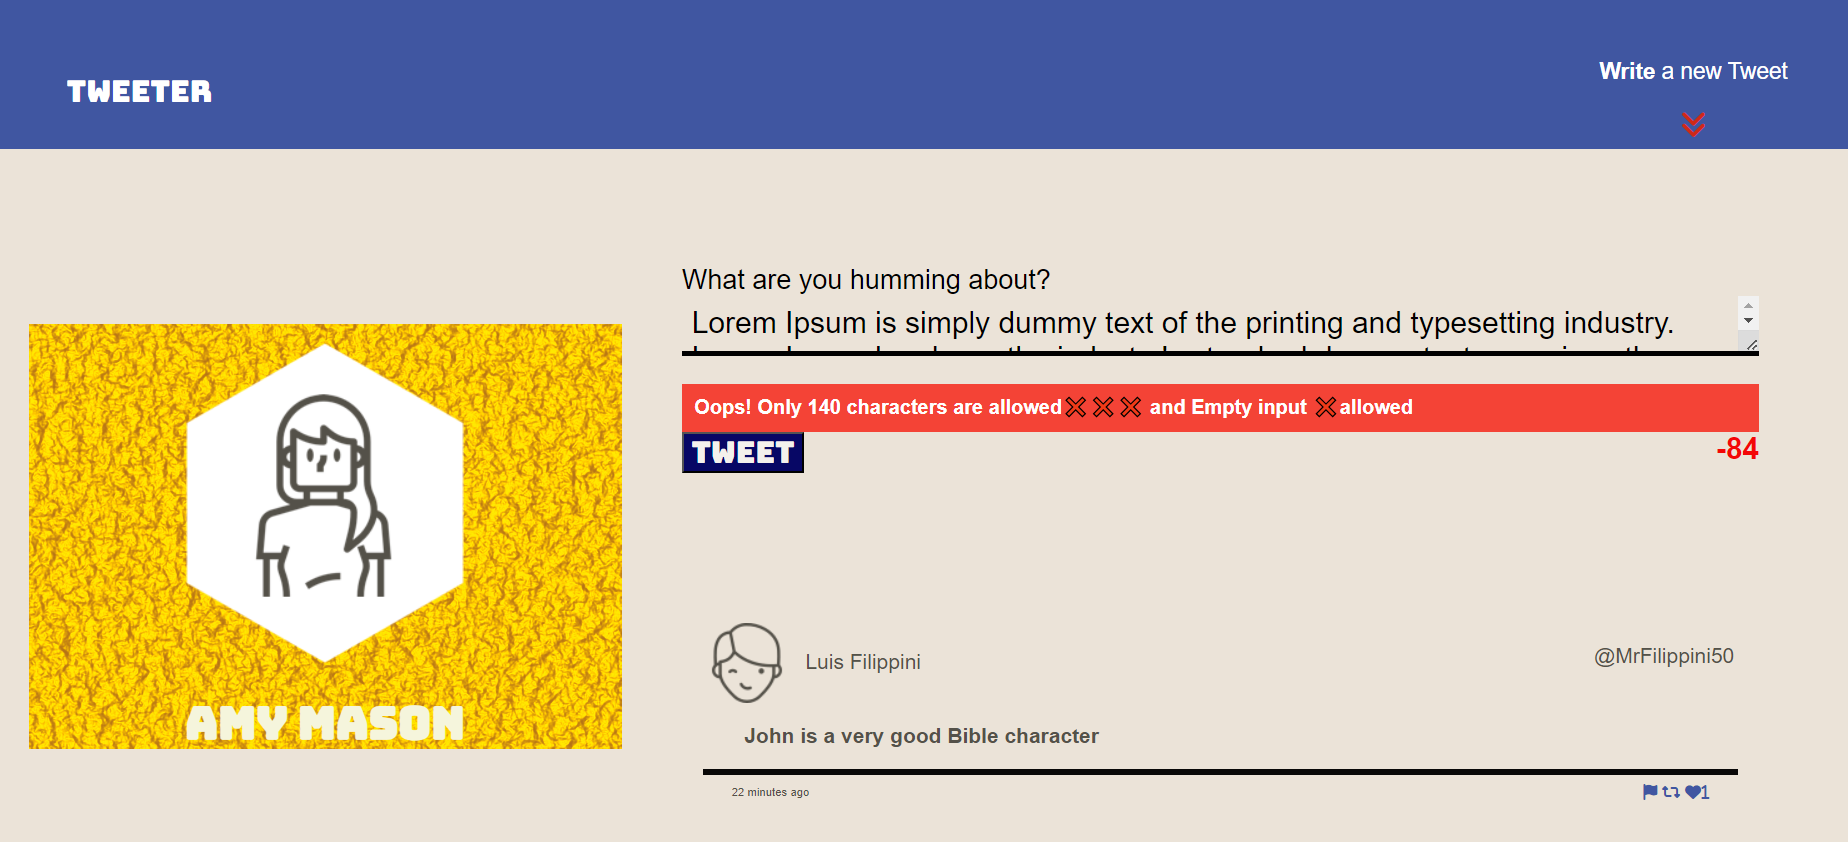 TWEETER
Write a new Tweet
What are you humming about?
Lorem Ipsum is simply dummy text of the printing and typesetting industry.
Oops! Only 140 characters are allowed❌❌❌ and Empty input ❌allowed
TWEET
-84
AMY MASON
Luis Filippini
@MrFilippini50
John is a very good Bible character
22 minutes ago
1